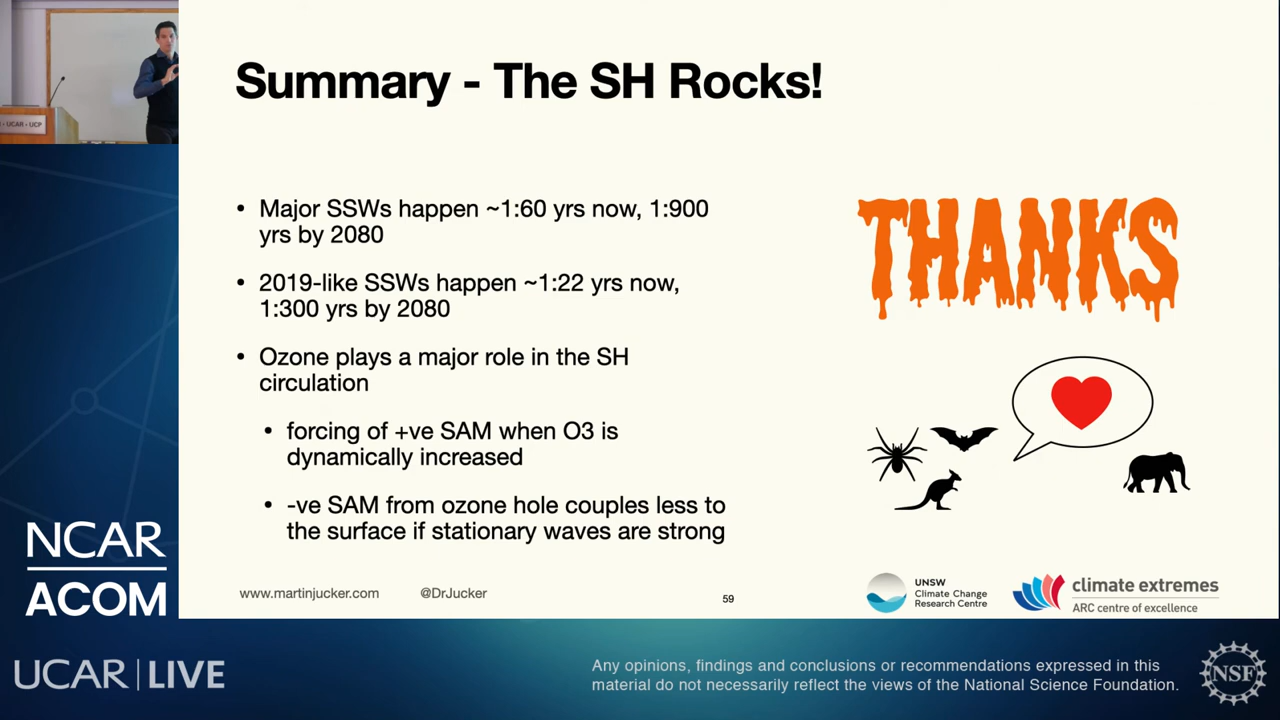 Summary - The SH Rocks!
• Major SSWs happen ~1:60 yrs now, 1:900
yrs by 2080
• 2019-like SSWs happen ~1:22 yrs now,
1:300 yrs by 2080
• Ozone plays a major role in the SH
circulation
• forcing of +ve SAM when O3 is
dynamically increased
• -ve SAM from ozone hole couples less to
the surface if stationary waves are strong
THANKS
www.martinjucker.com @DrJucker
59
UNSW
Climate Change
Research Centre
climate extremes
ARC centre of excellence
UCAR • UCP
NCAR
ACOM
UCAR | LIVE
Any opinions, findings and conclusions or recommendations expressed in this
material do not necessarily reflect the views of the National Science Foundation.
NSF